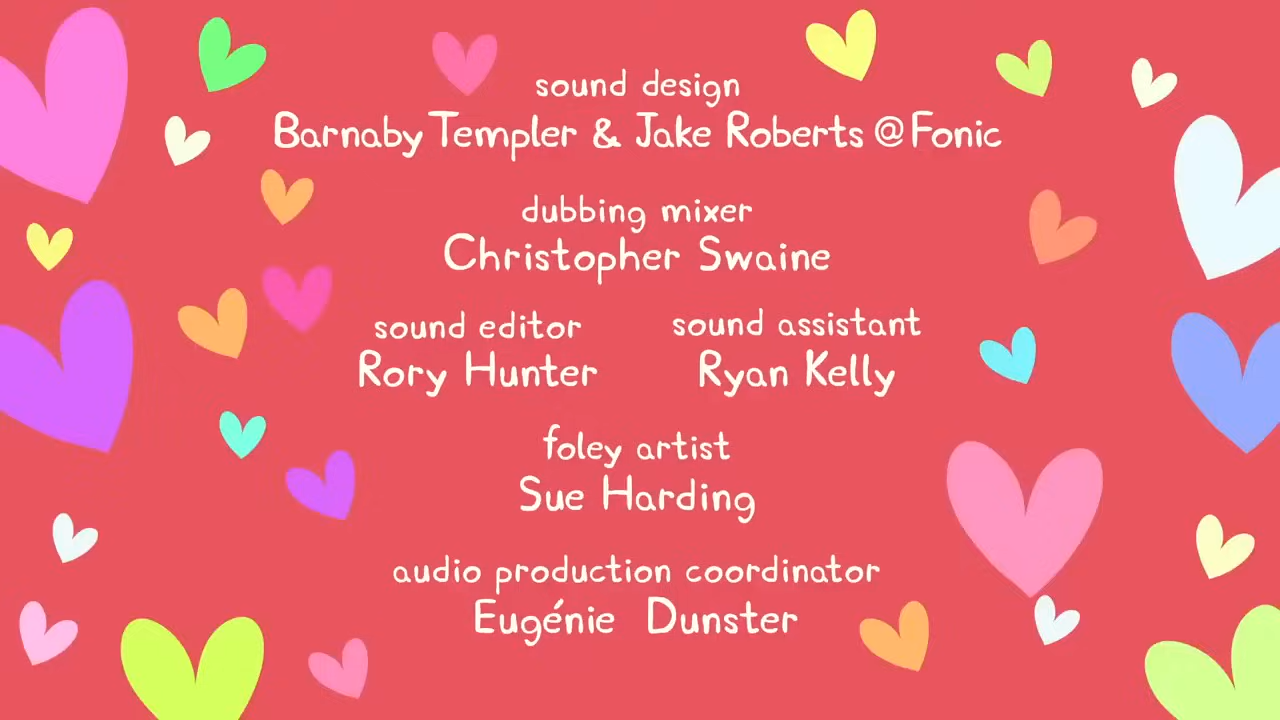 sound design
Barnaby Templer & Jake Roberts @ Fonic
dubbing mixer
Christopher Swaine
sound editor
Rory Hunter
sound assistant
Ryan Kelly
foley artist
Sue Harding
audio production coordinator
Eugénie Dunster